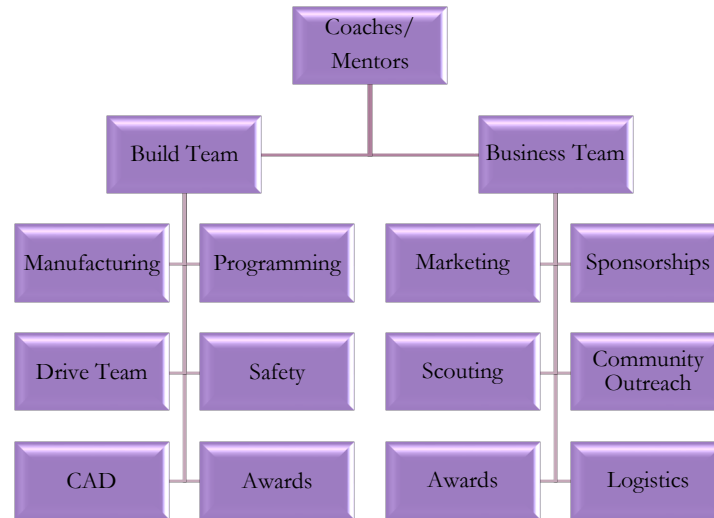 Coaches/
Mentors
Build Team
Business Team
Manufacturing
Programming
Marketing
Sponsorships
Drive Team
Safety
Scouting
Community
Outreach
CAD
Awards
Awards
Logistics